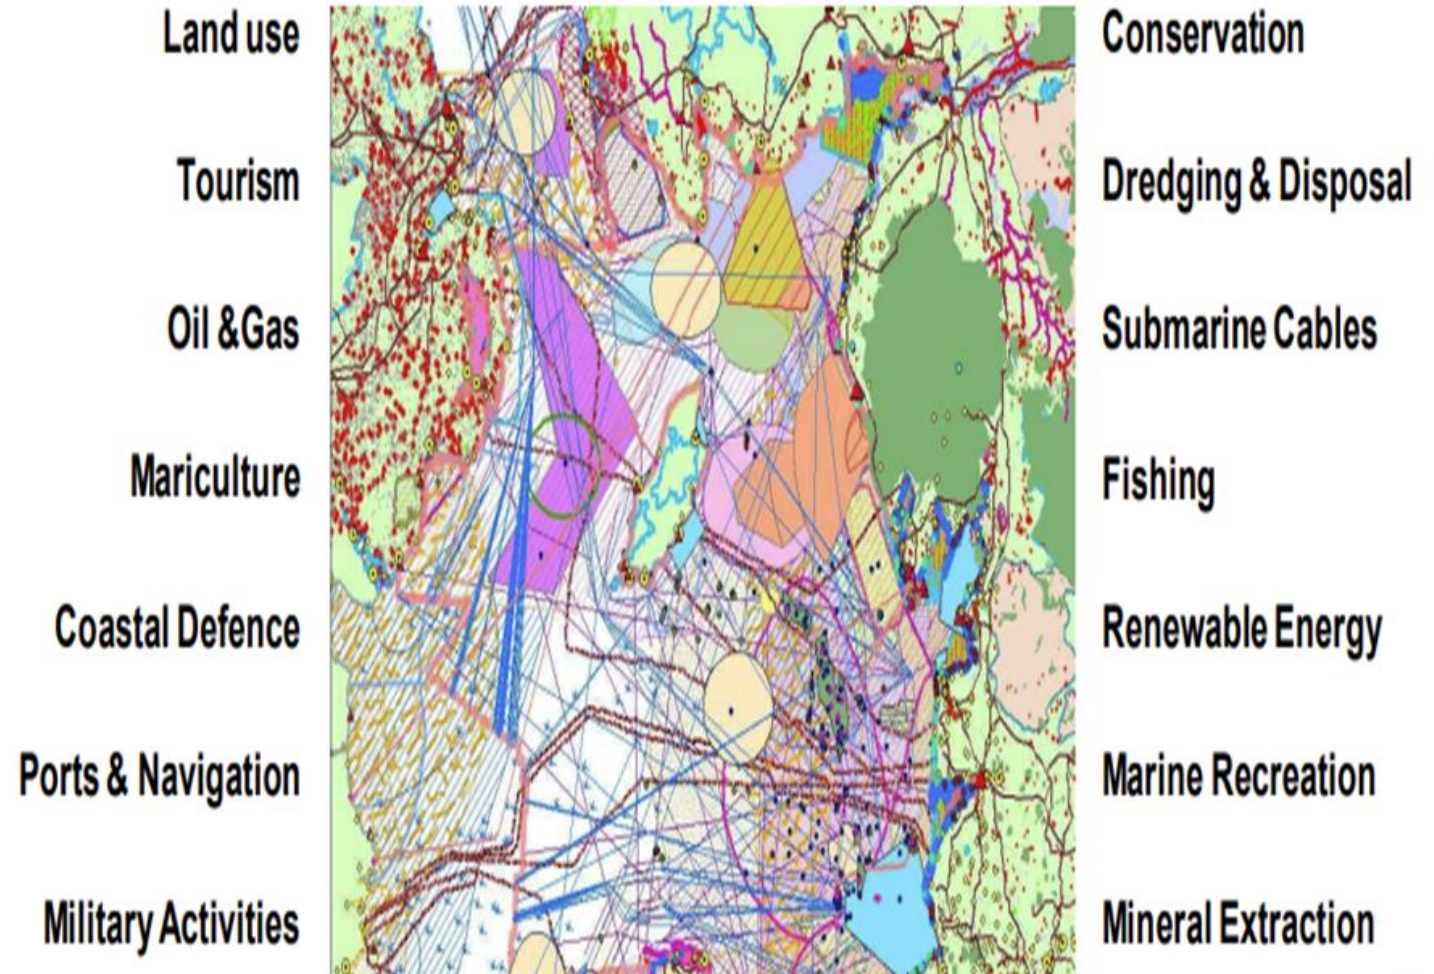 Land use
Conservation
Tourism
Dredging & Disposal
Oil &Gas
Submarine Cables
Mariculture
Fishing
Coastal Defence
Renewable Energy
Ports & Navigation
Marine Recreation
Military Activities
Mineral Extraction